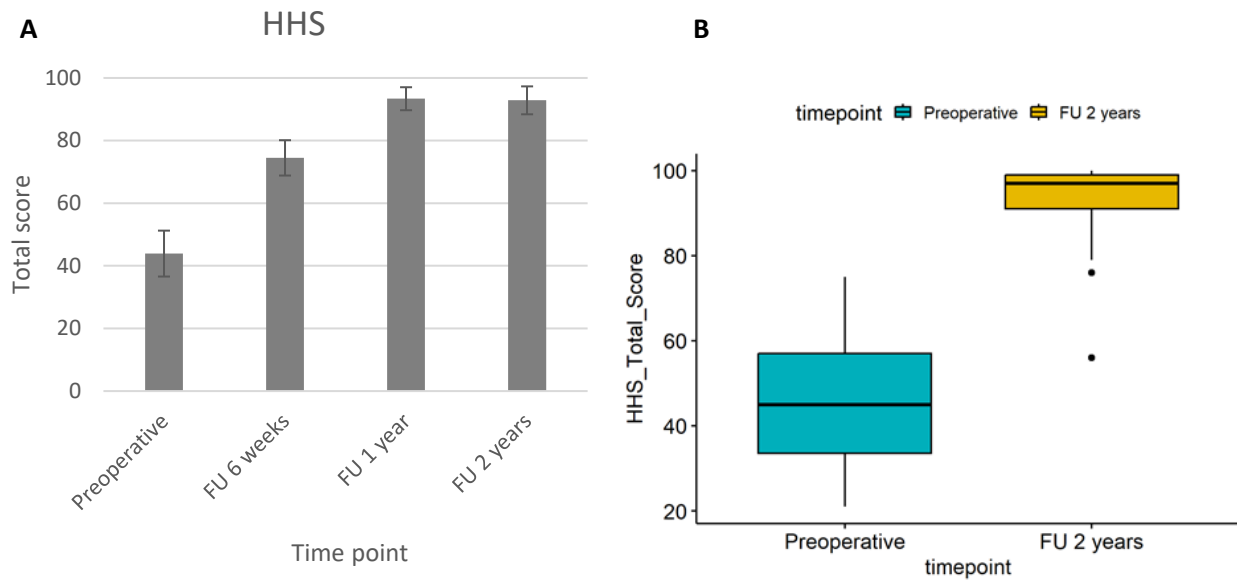 A
HHS
100
80
60
40
20
0
Total score
Preoperative
FU 6 weeks
FU 1 year
FU 2 years
Time point
B
timepoint Preoperative FU 2 years
100
80
60
40
20
HHS_Total_Score
Preoperative
FU 2 years
timepoint